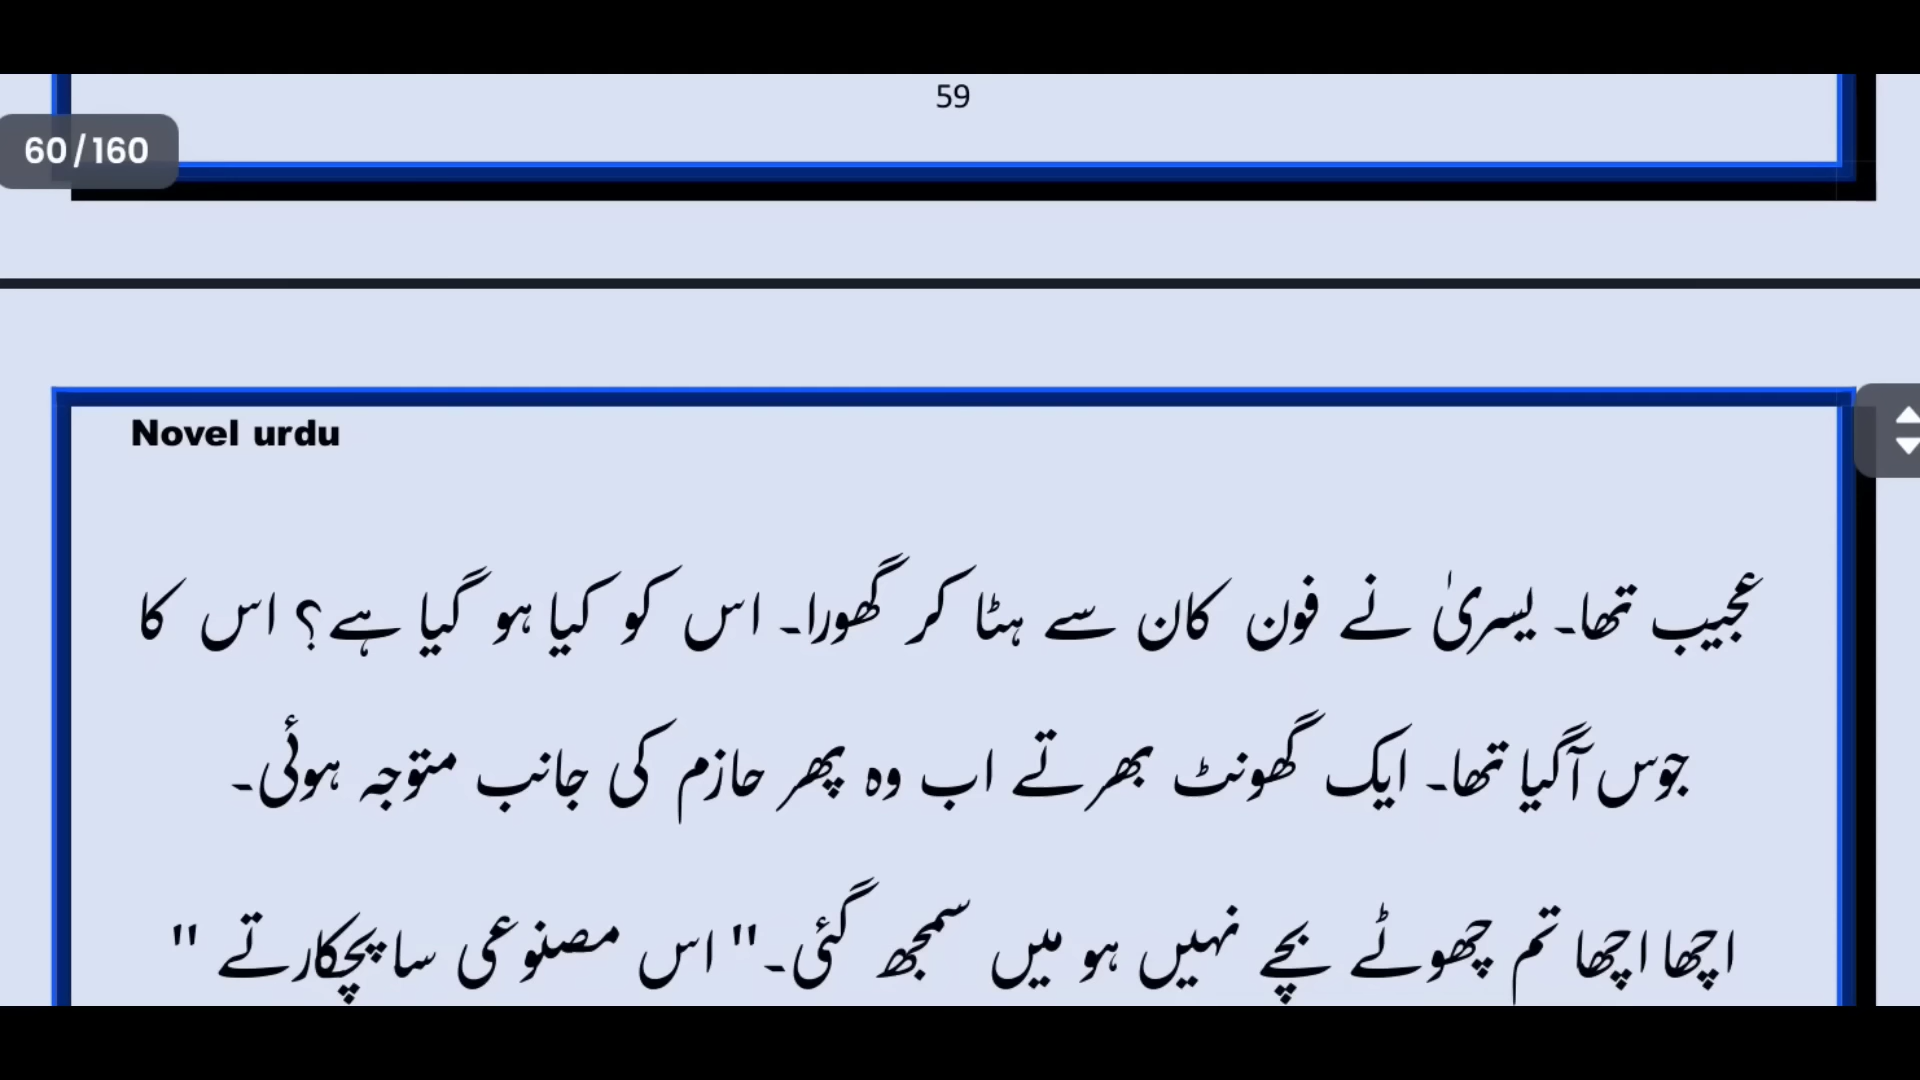 59
60/160
Novel urdu
عجیب تھا۔ یسریٰ نے فون کان سے ہٹا کر گھورا۔ اس کو کیا ہو گیا ہے؟ اس کا
جوس آگیا تھا۔ ایک گھونٹ بھرتے اب وہ پھر حازم کی جانب متوجہ ہوئی۔
اچھا اچھا تم چھوٹے بچے نہیں ہو میں سمجھ گئی۔" اس مصنوعی سا پچکارتے "